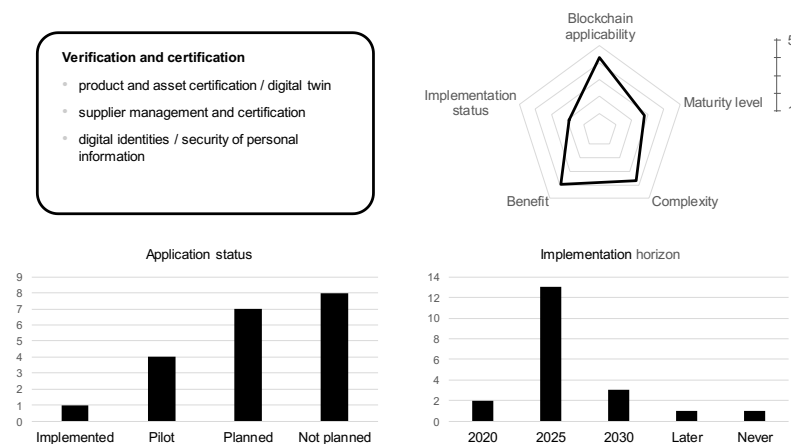 Verification and certification
product and asset certification / digital twin
supplier management and certification
digital identities / security of personal
information
Blockchain
applicability
5
1
Implementation
status
Maturity level
Benefit
Complexity
Application status
9
8
7
6
5
4
3
2
1
0
Implemented Pilot Planned Not planned
Implementation horizon
14
12
10
8
6
4
2
0
2020 2025 2030 Later Never